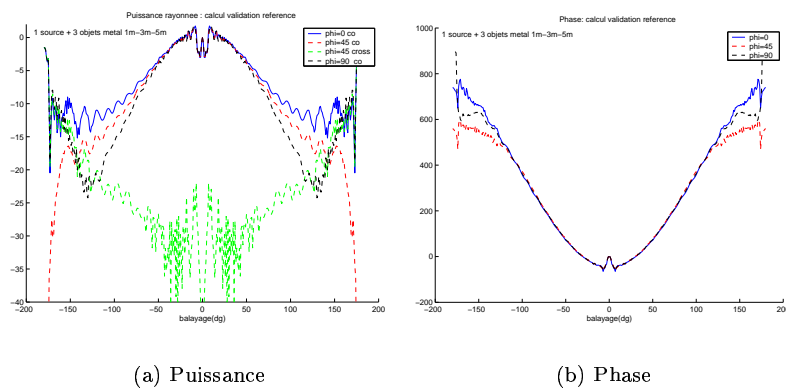 Puissance rayonnee : calcul validation reference
1 source + 3 objets metal 1m−3m−5m
phi=0 co
phi=45 co
phi=45 cross
phi=90 co
0
−5
−10
−15
−20
−25
−30
−35
−40
−200
−150
−100
−50
0
50
100
150
200
balayage(dg)
(a) Puissance
Phase: calcul validation reference
1 source + 3 objets metal 1m−3m−5m
phi=0
phi=45
phi=90
1000
800
600
400
200
0
−200
−200
−150
−100
−50
0
50
100
150
200
balayage(dg)
(b) Phase